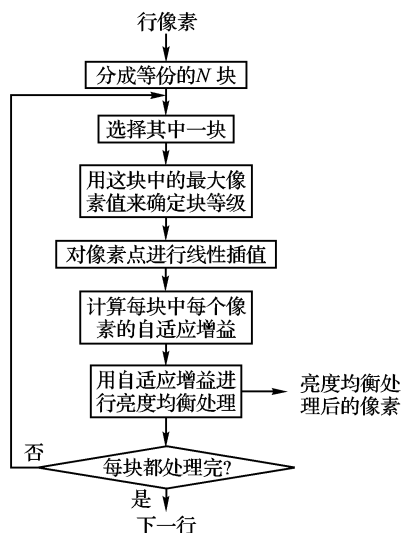 行像素
分成等份的N 块
选择其中一块
用这块中的最大像
素值来确定块等级
对像素点进行线性插值
计算每块中每个像
素的自适应增益
用自适应增益进
行亮度均衡处理
亮度均衡处
理后的像素
否
每块都处理完?
是
下一行